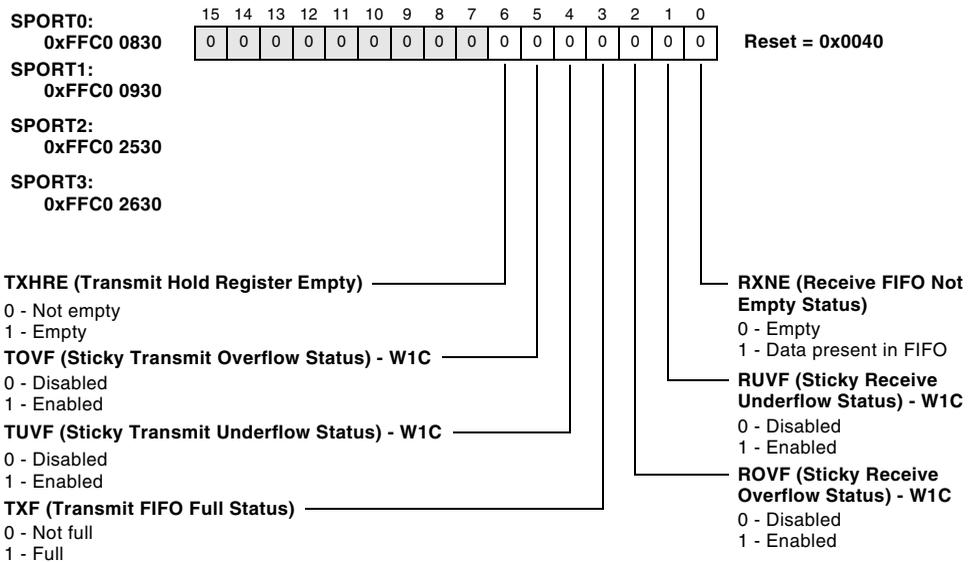 SPORT0:
0xFFC0 0830
SPORT1:
0xFFC0 0930
SPORT2:
0xFFC0 2530
SPORT3:
0xFFC0 2630
15 14 13 12 11 10 9 8 7 6 5 4 3 2 1 0
0 0 0 0 0 0 0 0 0 0 0 0 0 0 0 0
Reset = 0x0040
TXHRE (Transmit Hold Register Empty)
0 - Not empty
1 - Empty
TOVF (Sticky Transmit Overflow Status) - W1C
0 - Disabled
1 - Enabled
TUVF (Sticky Transmit Underflow Status) - W1C
0 - Disabled
1 - Enabled
TXF (Transmit FIFO Full Status)
0 - Not full
1 - Full
RXNE (Receive FIFO Not
Empty Status)
0 - Empty
1 - Data present in FIFO
RUVF (Sticky Receive
Underflow Status) - W1C
0 - Disabled
1 - Enabled
ROVF (Sticky Receive
Overflow Status) - W1C
0 - Disabled
1 - Enabled